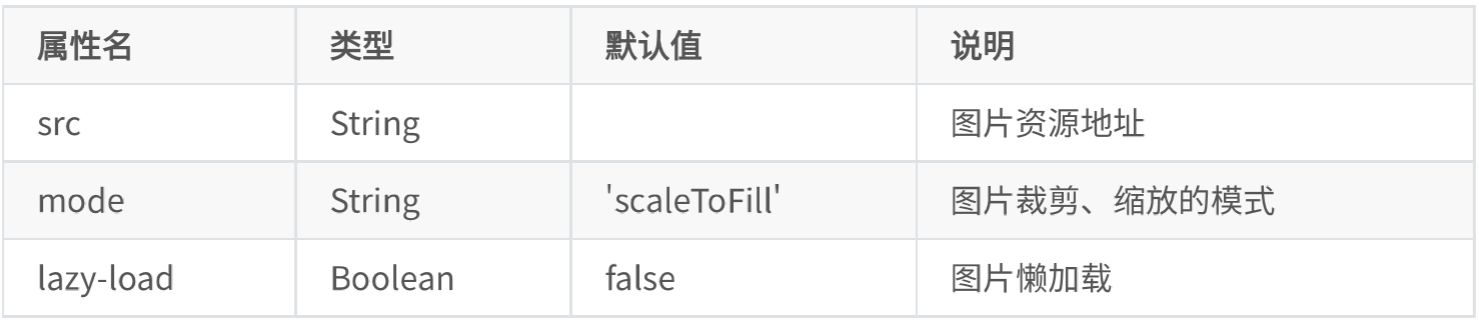 属性名 类型 默认值 说明
src String 图片资源地址
mode String 'scaleToFill' 图片裁剪、缩放的模式
lazy-load Boolean false 图片懒加载